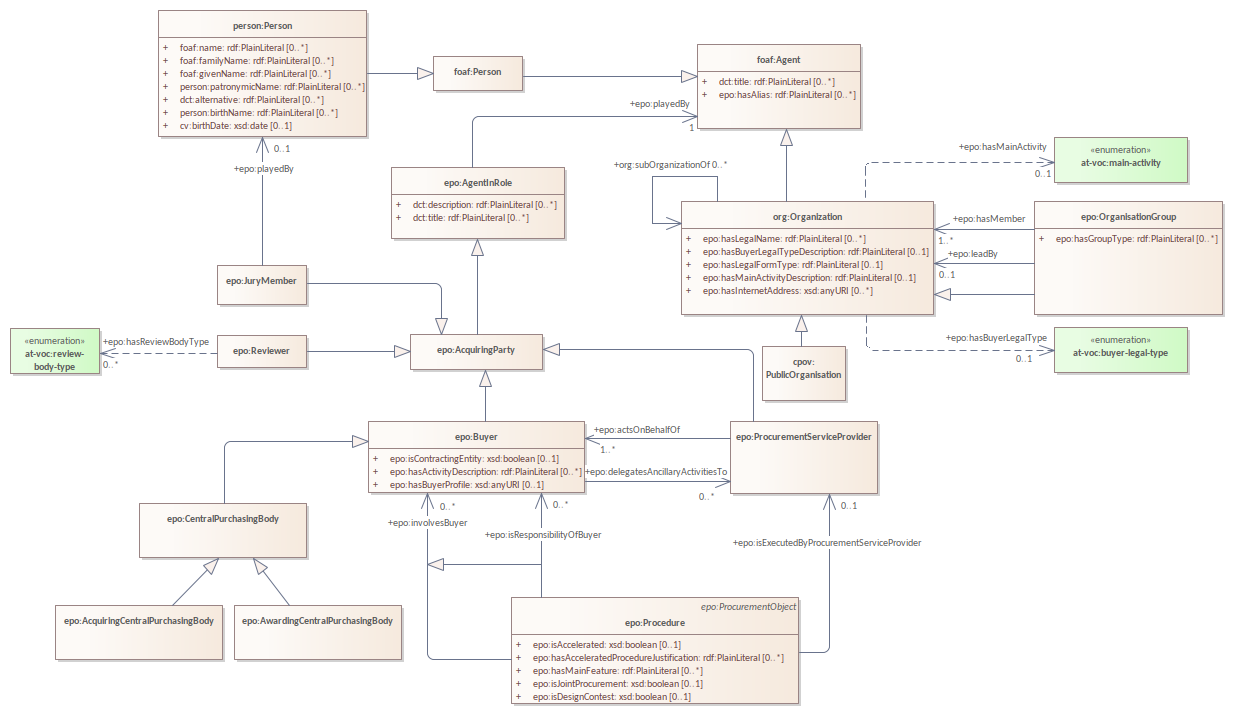 person:Person
+ foaf:name: rdf:PlainLiteral [0..*]
+ foaf:familyName: rdf:PlainLiteral [0..*]
+ foaf:givenName: rdf:PlainLiteral [0..*]
+ person:patronymicName: rdf:PlainLiteral [0..*]
+ dct:alternative: rdf:PlainLiteral [0..*]
+ person:birthName: rdf:PlainLiteral [0..*]
+ cv:birthDate: xsd:date [0..1]
foaf:Person
foaf:Agent
+ dct:title: rdf:PlainLiteral [0..*]
+ epo:hasAlias: rdf:PlainLiteral [0..*]
+epo:playedBy
1
0..1
+epo:playedBy
epo:AgentInRole
+ dct:description: rdf:PlainLiteral [0..*]
+ dct:title: rdf:PlainLiteral [0..*]
+org:subOrganizationOf 0..*
+epo:hasMainActivity
0..1
«enumeration»
at-voc:main-activity
org:Organization
+ epo:hasLegalName: rdf:PlainLiteral [0..*]
+ epo:hasBuyerLegalTypeDescription: rdf:PlainLiteral [0..1]
+ epo:hasLegalFormType: rdf:PlainLiteral [0..1]
+ epo:hasMainActivityDescription: rdf:PlainLiteral [0..1]
+ epo:hasInternetAddress: xsd:anyURI [0..*]
+epo:hasMember
1..*
+epo:leadBy
0..1
epo:OrganisationGroup
+ epo:hasGroupType: rdf:PlainLiteral [0..*]
epo:JuryMember
«enumeration»
at-voc:review-
body-type
+epo:hasReviewBodyType
0..*
epo:Reviewer
epo:AcquiringParty
cpov:
PublicOrganisation
+epo:hasBuyerLegalType
0..1
«enumeration»
at-voc:buyer-legal-type
epo:Buyer
+ epo:isContractingEntity: xsd:boolean [0..1]
+ epo:hasActivityDescription: rdf:PlainLiteral [0..*]
+ epo:hasBuyerProfile: xsd:anyURI [0..1]
+epo:actsOnBehalfOf
1..*
+epo:delegatesAncillaryActivitiesTo
0..*
epo:ProcurementServiceProvider
epo:CentralPurchasingBody
0..*
+epo:involvesBuyer
0..*
+epo:isResponsibilityOfBuyer
0..1
+epo:isExecutedByProcurementServiceProvider
epo:AcquiringCentralPurchasingBody
epo:AwardingCentralPurchasingBody
epo:ProcurementObject
epo:Procedure
+ epo:isAccelerated: xsd:boolean [0..1]
+ epo:hasAcceleratedProcedureJustification: rdf:PlainLiteral [0..*]
+ epo:hasMainFeature: rdf:PlainLiteral [0..*]
+ epo:isJointProcurement: xsd:boolean [0..1]
+ epo:isDesignContest: xsd:boolean [0..1]